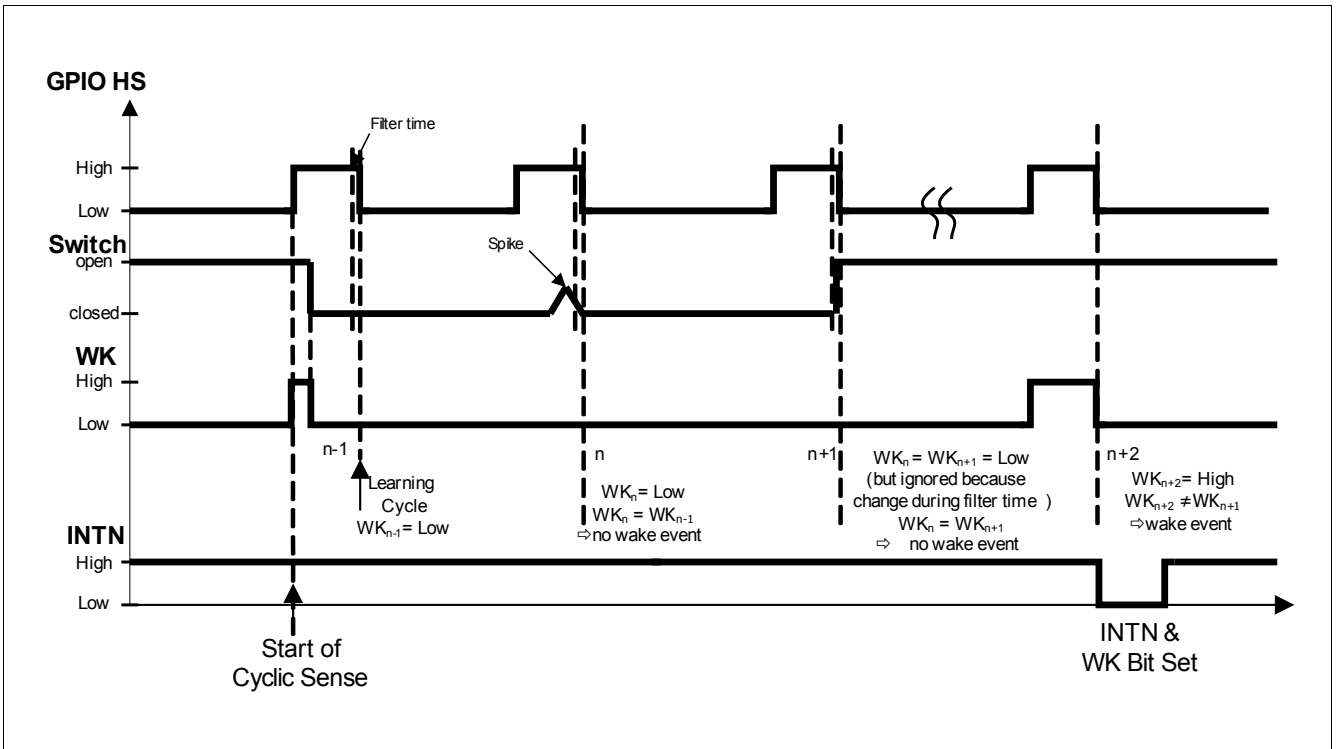 GPIO HS
Filter time
High
Low
Switch
open
Spike
closed
WK
High
Low
n-1
Learning
Cycle
WKn-1 = Low
n
WKn = Low
WKn = WKn-1
⇨no wake event
n+1
WKn = WKn+1 = Low
(but ignored because
change during filter time )
WKn = WKn+1
⇨ no wake event
n+2
WKn+2 = High
WKn+2 ≠ WKn+1
⇨wake event
INTN
High
Low
Start of
Cyclic Sense
INTN &
WK Bit Set